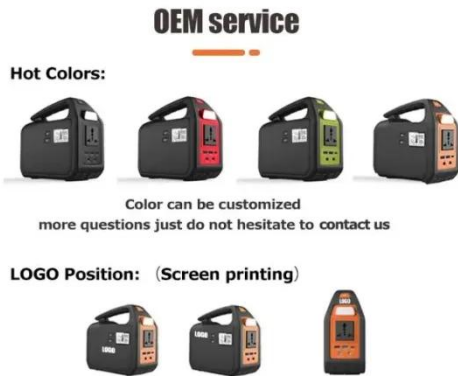 OEM service
Hot Colors:
Color can be customized
more questions just do not hesitate to contact us
LOGO Position: （Screen printing）
LOGO
LOGO
LOGO